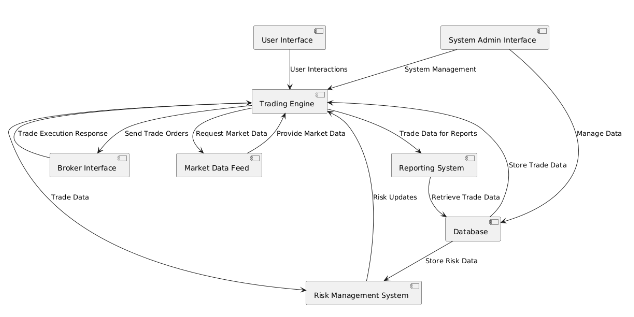 User Interface
System Admin Interface
User Interactions
System Management
Trading Engine
Trade Execution Response
Send Trade Orders
Request Market Data
Provide Market Data
Trade Data for Reports
Manage Data
Broker Interface
Market Data Feed
Reporting System
Store Trade Data
Trade Data
Risk Updates
Retrieve Trade Data
Database
Store Risk Data
Risk Management System